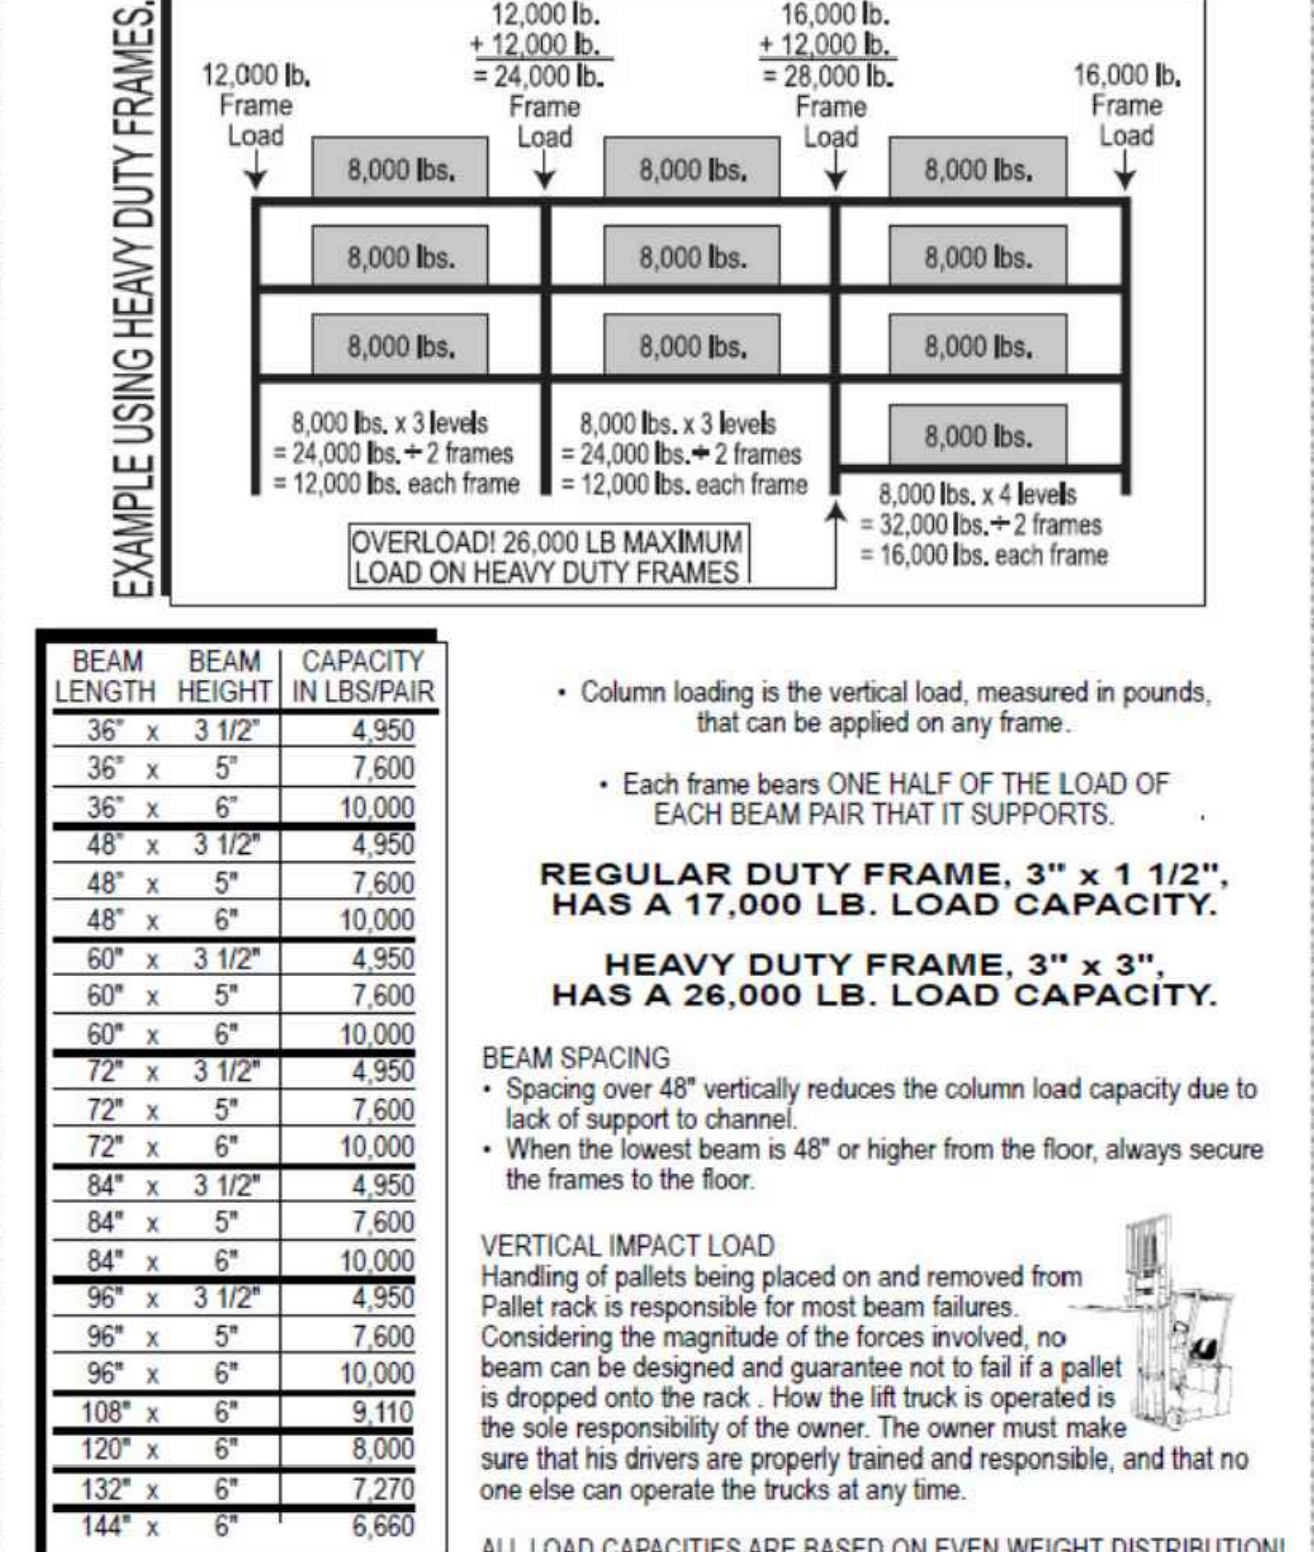 EXAMPLE USING HEAVY DUTY FRAMES.
12,000 lb.
+ 12,000 lb.
= 24,000 lb.
Frame
Load
16,000 lb.
+ 12,000 lb.
= 28,000 lb.
Frame
Load
12,000 lb.
Frame
Load
16,000 lb.
Frame
Load
8,000 lbs. 8,000 lbs. 8,000 lbs.
8,000 lbs. 8,000 lbs. 8,000 lbs.
8,000 lbs. 8,000 lbs. 8,000 lbs.
8,000 lbs.
8,000 lbs. x 3 levels
= 24,000 lbs. ÷ 2 frames
= 12,000 lbs. each frame
8,000 lbs. x 3 levels
= 24,000 lbs. ÷ 2 frames
= 12,000 lbs. each frame
8,000 lbs. x 4 levels
= 32,000 lbs. ÷ 2 frames
= 16,000 lbs. each frame
OVERLOAD! 26,000 LB MAXIMUM
LOAD ON HEAVY DUTY FRAMES
BEAM LENGTH BEAM HEIGHT CAPACITY IN LBS/PAIR
36" x 3 1/2" 4,950
36" x 5" 7,600
36" x 6" 10,000
48" x 3 1/2" 4,950
48" x 5" 7,600
48" x 6" 10,000
60" x 3 1/2" 4,950
60" x 5" 7,600
60" x 6" 10,000
72" x 3 1/2" 4,950
72" x 5" 7,600
72" x 6" 10,000
84" x 3 1/2" 4,950
84" x 5" 7,600
84" x 6" 10,000
96" x 3 1/2" 4,950
96" x 5" 7,600
96" x 6" 10,000
108" x 6" 9,110
120" x 6" 8,000
132" x 6" 7,270
144" x 6" 6,660
• Column loading is the vertical load, measured in pounds,
that can be applied on any frame.
• Each frame bears ONE HALF OF THE LOAD OF
EACH BEAM PAIR THAT IT SUPPORTS.
REGULAR DUTY FRAME, 3" x 1 1/2",
HAS A 17,000 LB. LOAD CAPACITY.
HEAVY DUTY FRAME, 3" x 3",
HAS A 26,000 LB. LOAD CAPACITY.
BEAM SPACING
• Spacing over 48" vertically reduces the column load capacity due to
lack of support to channel.
• When the lowest beam is 48" or higher from the floor, always secure
the frames to the floor.
VERTICAL IMPACT LOAD
Handling of pallets being placed on and removed from
Pallet rack is responsible for most beam failures.
Considering the magnitude of the forces involved, no
beam can be designed and guarantee not to fail if a pallet
is dropped onto the rack . How the lift truck is operated is
the sole responsibility of the owner. The owner must make
sure that his drivers are properly trained and responsible, and that no
one else can operate the trucks at any time.
ALL LOAD CAPACITIES ARE BASED ON EVEN WEIGHT DISTRIBUTION!